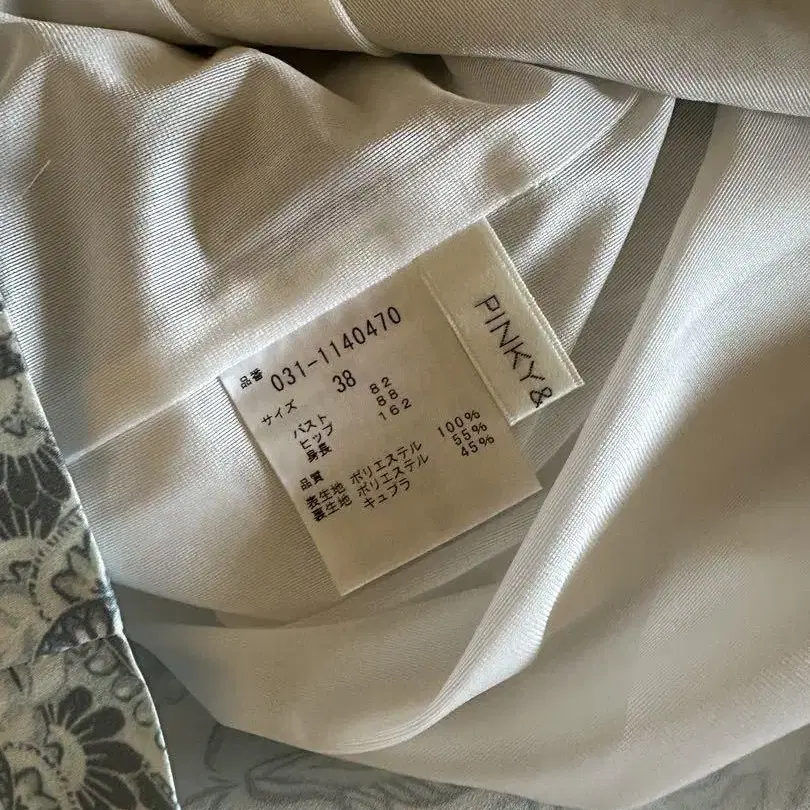 品番 031-1140470
サイズ 38
バスト 82
ヒップ 88
身長 162
品質
表生地 ポリエステル 100%
裏生地 ポリエステル 55%
キュプラ 45%
PINKY &